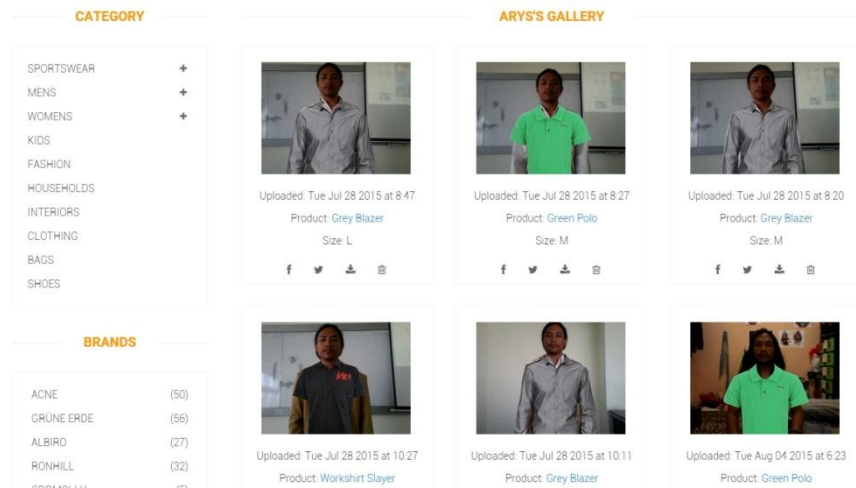 CATEGORY
SPORTSWEAR
MENS
WOMENS
KIDS
FASHION
HOUSEHOLDS
INTERIORS
CLOTHING
BAGS
SHOES
BRANDS
ACNE (50)
GRÜNE ERDE (56)
ALBIRO (27)
RONHILL (32)
ARYS'S GALLERY
Uploaded: Tue Jul 28 2015 at 8:47
Product: Grey Blazer
Size: L
Uploaded: Tue Jul 28 2015 at 8:27
Product: Green Polo
Size: M
Uploaded: Tue Jul 28 2015 at 8:20
Product: Grey Blazer
Size: M
Uploaded: Tue Jul 28 2015 at 10:27
Product: Workshirt Slayer
Uploaded: Tue Jul 28 2015 at 10:11
Product: Grey Blazer
Uploaded: Tue Aug 04 2015 at 6:23
Product: Green Polo